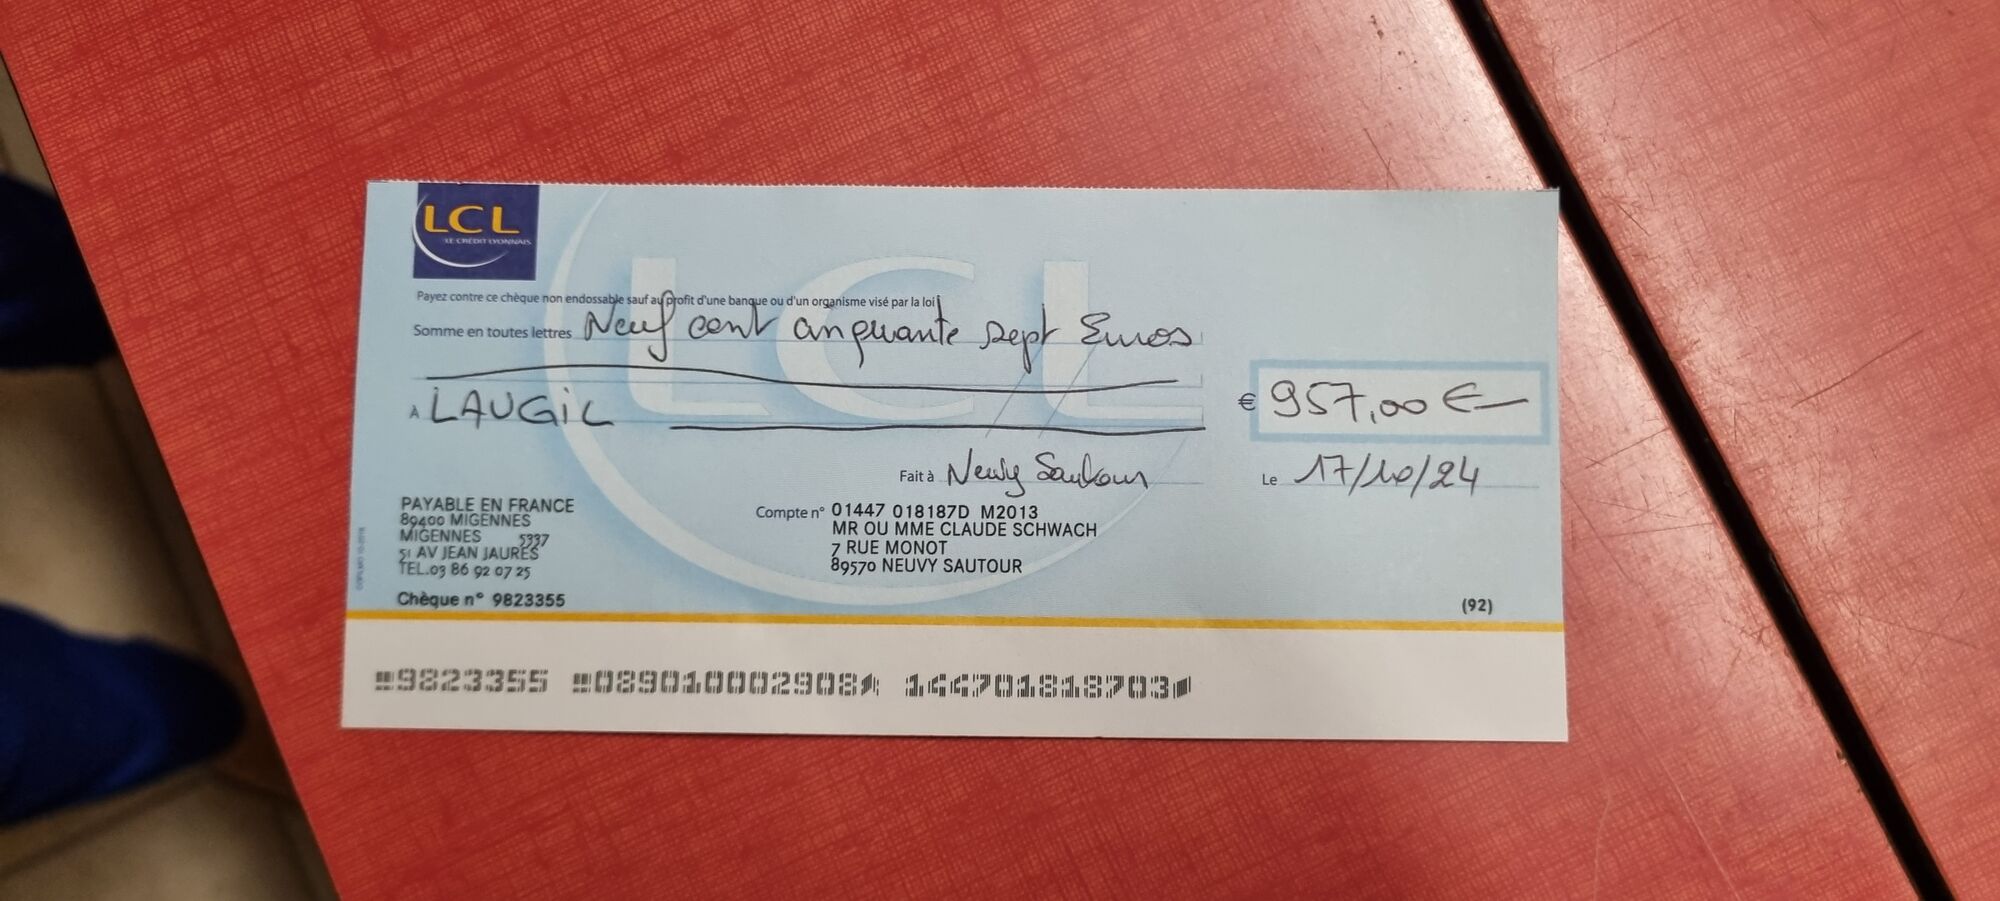 LCL
LE CRÉDIT LYONNAIS
LCL
Payez contre ce chèque non endossable sauf au profit d'une banque ou d'un organisme visé par la loi
Somme en toutes lettres Neuf cent cinquante sept Euros
À LAUGIL
€ 957,00 €
Fait à Neuvy Sautour
Le 17/10/24
PAYABLE EN FRANCE
89400 MIGENNES
MIGENNES 5337
51 AV JEAN JAURES
TEL.03 86 92 07 25
Chèque n° 9823355
Compte n° 01447 018187D M2013
MR OU MME CLAUDE SCHWACH
7 RUE MONOT
89570 NEUVY SAUTOUR
(92)
9823355 089010002908 144701818703